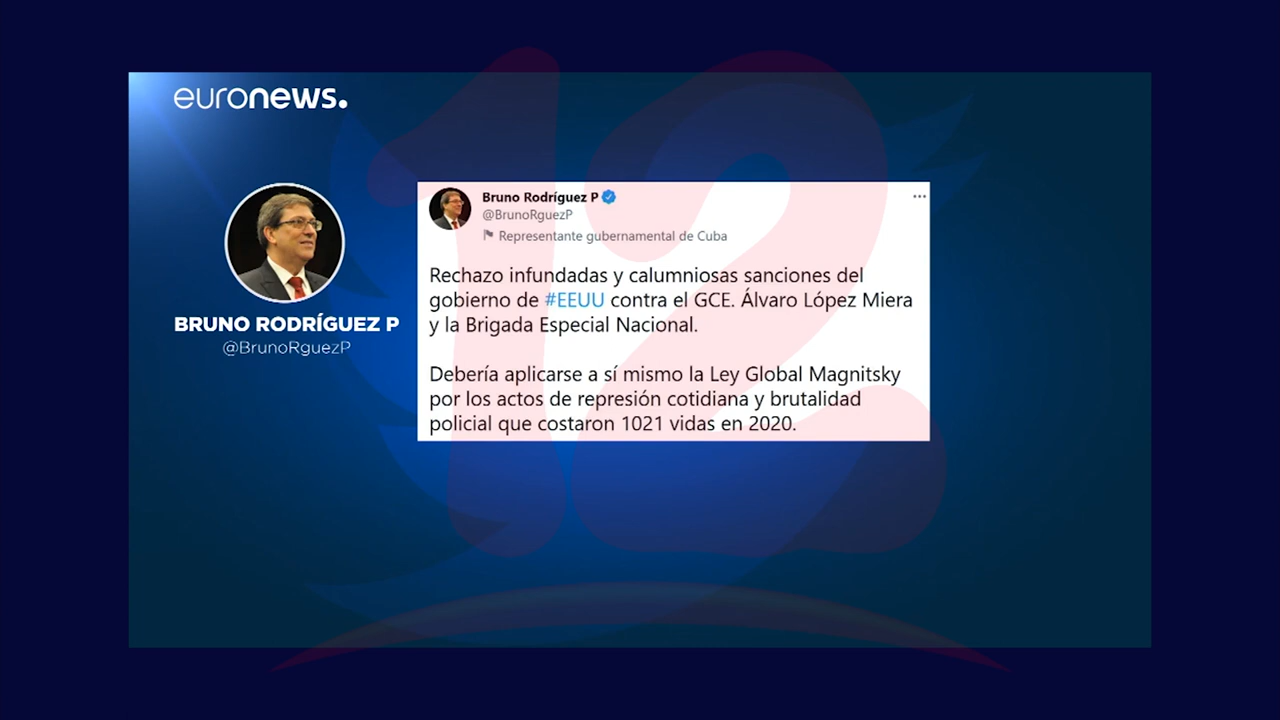 euronews.
BRUNO RODRÍGUEZ P
@BrunoRguezP
Bruno Rodríguez P
@BrunoRguezP
Representante gubernamental de Cuba
Rechazo infundadas y calumniosas sanciones del
gobierno de #EEUU contra el GCE. Álvaro López Miera
y la Brigada Especial Nacional.
Debería aplicarse a sí mismo la Ley Global Magnitsky
por los actos de represión cotidiana y brutalidad
policial que costaron 1021 vidas en 2020.
12